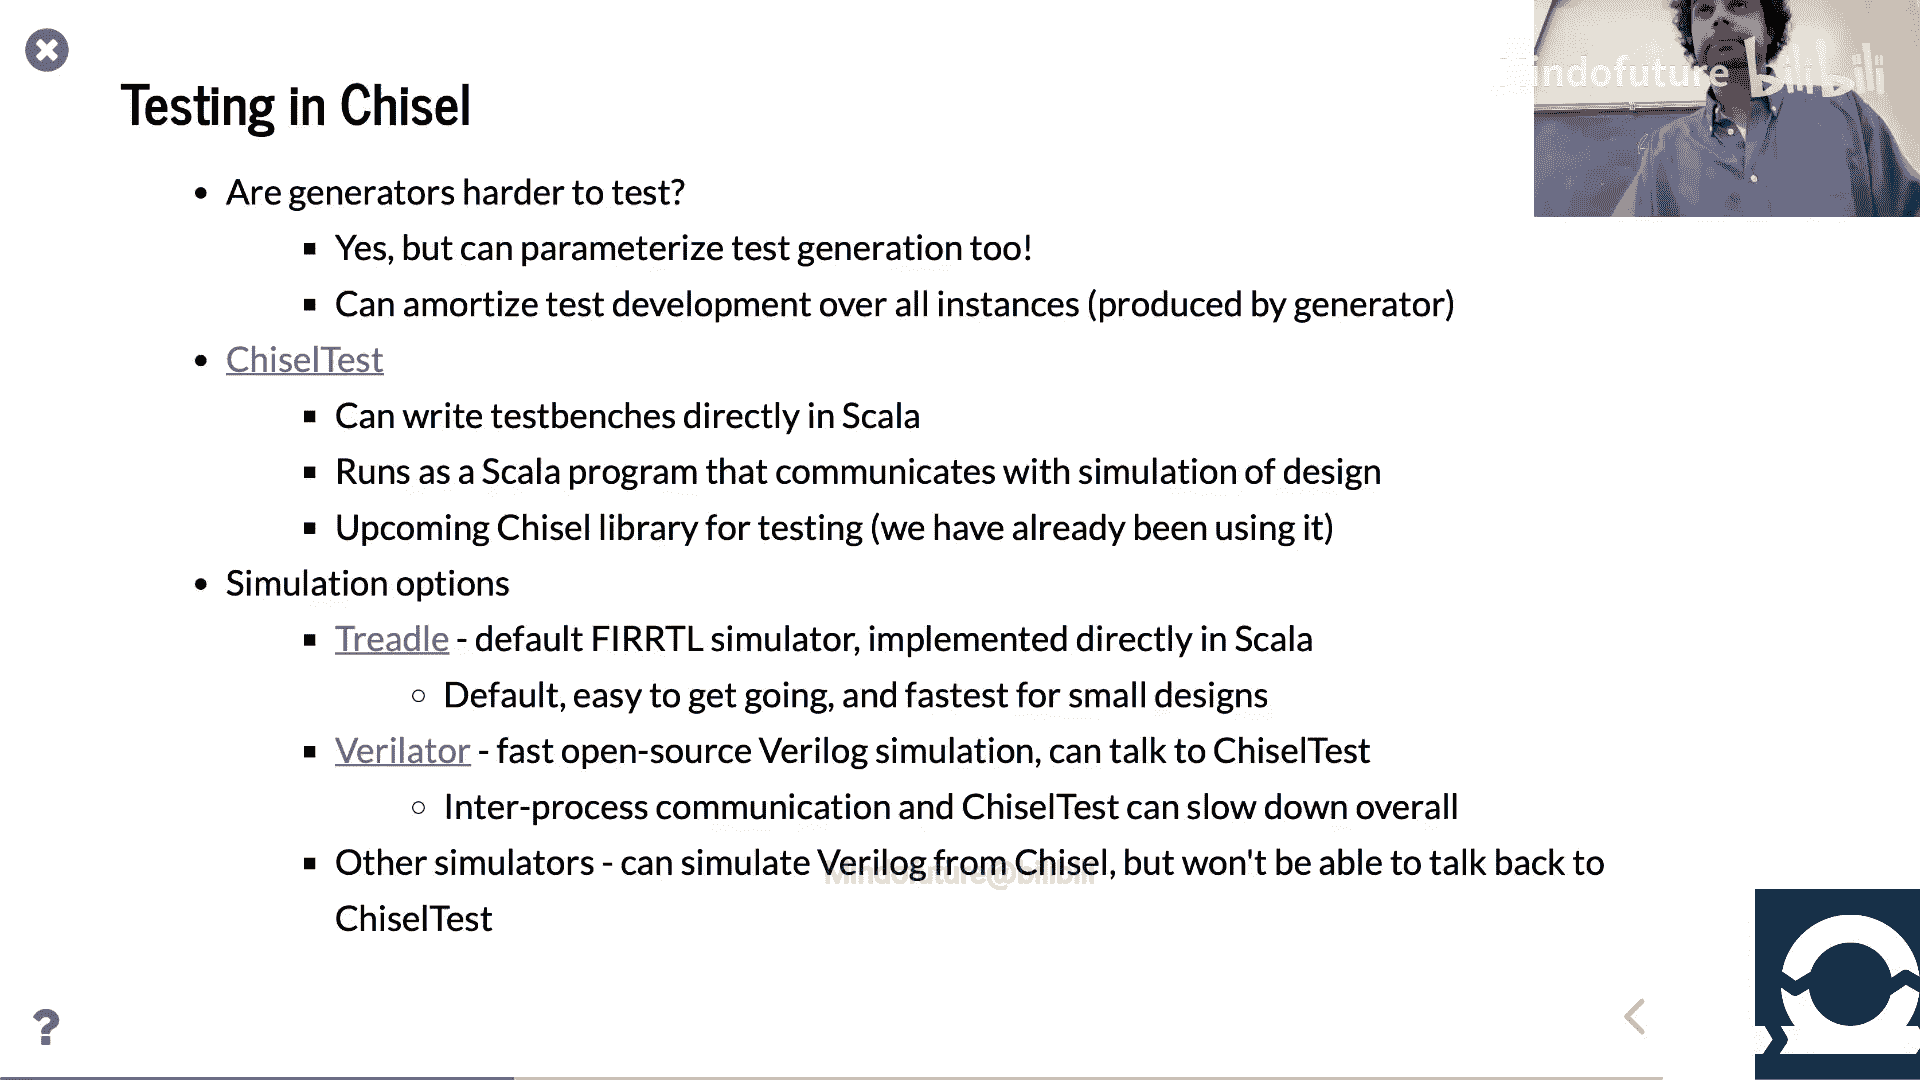 Testing in Chisel
Are generators harder to test?
Yes, but can parameterize test generation too!
Can amortize test development over all instances (produced by generator)
ChiselTest
Can write testbenches directly in Scala
Runs as a Scala program that communicates with simulation of design
Upcoming Chisel library for testing (we have already been using it)
Simulation options
Treadle - default FIRRTL simulator, implemented directly in Scala
Default, easy to get going, and fastest for small designs
Verilator - fast open-source Verilog simulation, can talk to ChiselTest
Inter-process communication and ChiselTest can slow down overall
Other simulators - can simulate Verilog from Chisel, but won't be able to talk back to
ChiselTest
Mindofuture bilibili
Mindofuture@bilibili
?